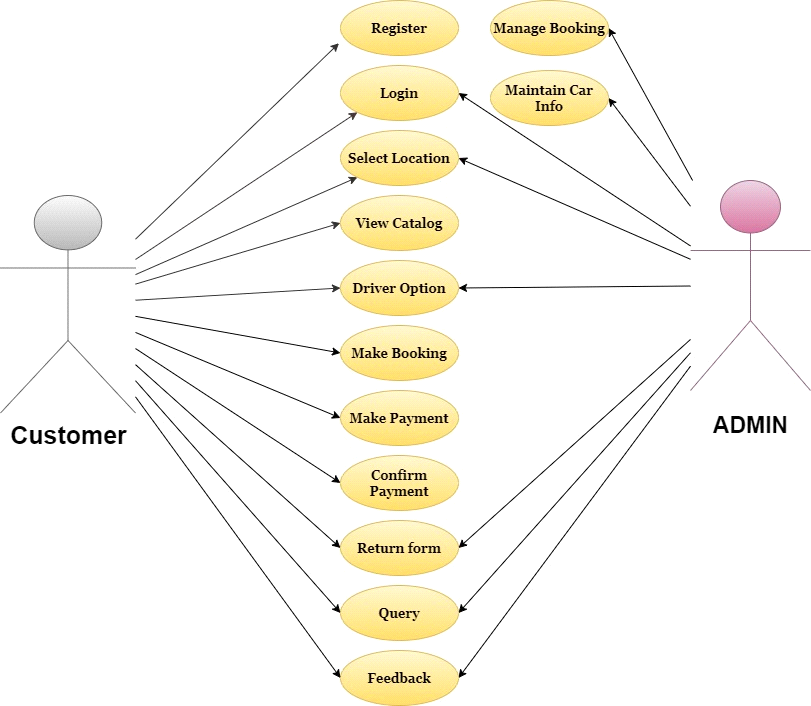 Register
Manage Booking
Login
Maintain Car
Info
Select Location
View Catalog
Driver Option
Make Booking
Make Payment
Customer
ADMIN
Confirm
Payment
Return form
Query
Feedback